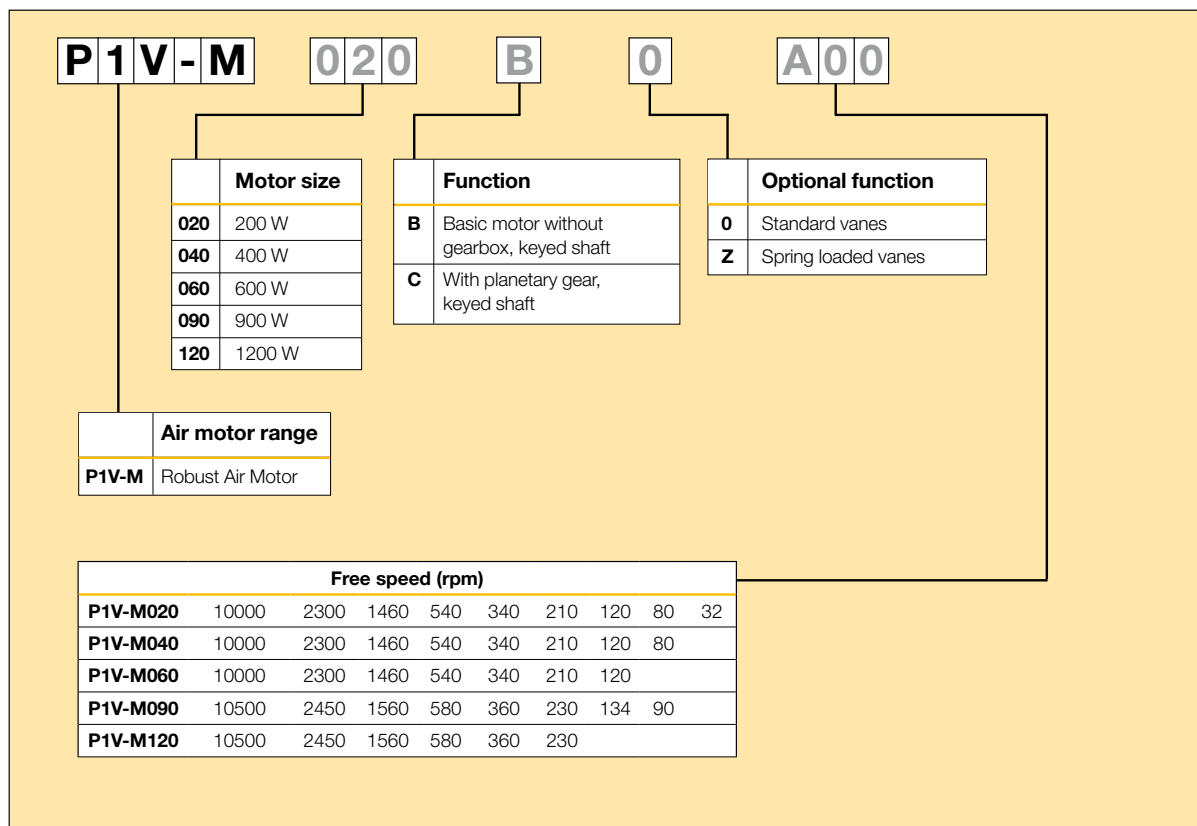 P1V-M 020 B 0 A00
Motor size
020 200 W
040 400 W
060 600 W
090 900 W
120 1200 W
Function
B Basic motor without
gearbox, keyed shaft
C With planetary gear,
keyed shaft
Optional function
0 Standard vanes
Z Spring loaded vanes
Air motor range
P1V-M Robust Air Motor
Free speed (rpm)
P1V-M020 10000 2300 1460 540 340 210 120 80 32
P1V-M040 10000 2300 1460 540 340 210 120 80
P1V-M060 10000 2300 1460 540 340 210 120
P1V-M090 10500 2450 1560 580 360 230 134 90
P1V-M120 10500 2450 1560 580 360 230